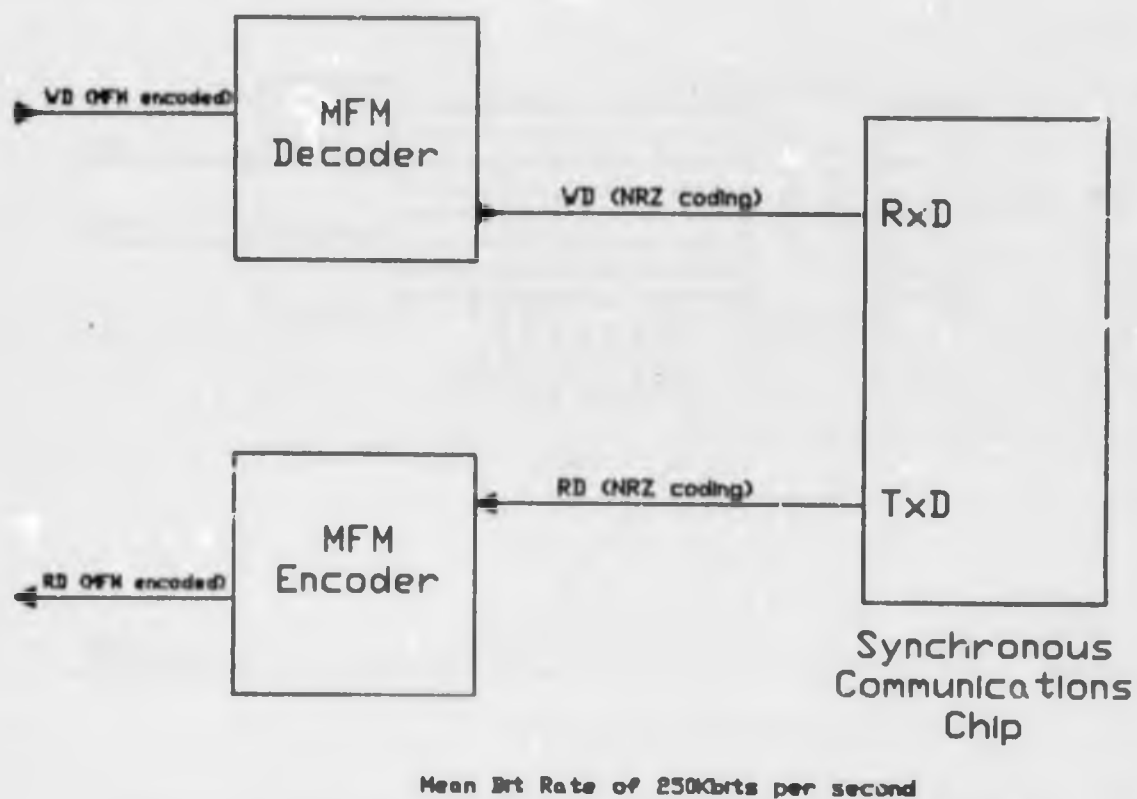 WD (MFM encoded)
MFM
Decoder
WD (NRZ coding)
RxD
RD (NRZ coding)
TxD
MFM
Encoder
RD (MFM encoded)
Synchronous
Communications
Chip
Mean Bit Rate of 250Kbits per second